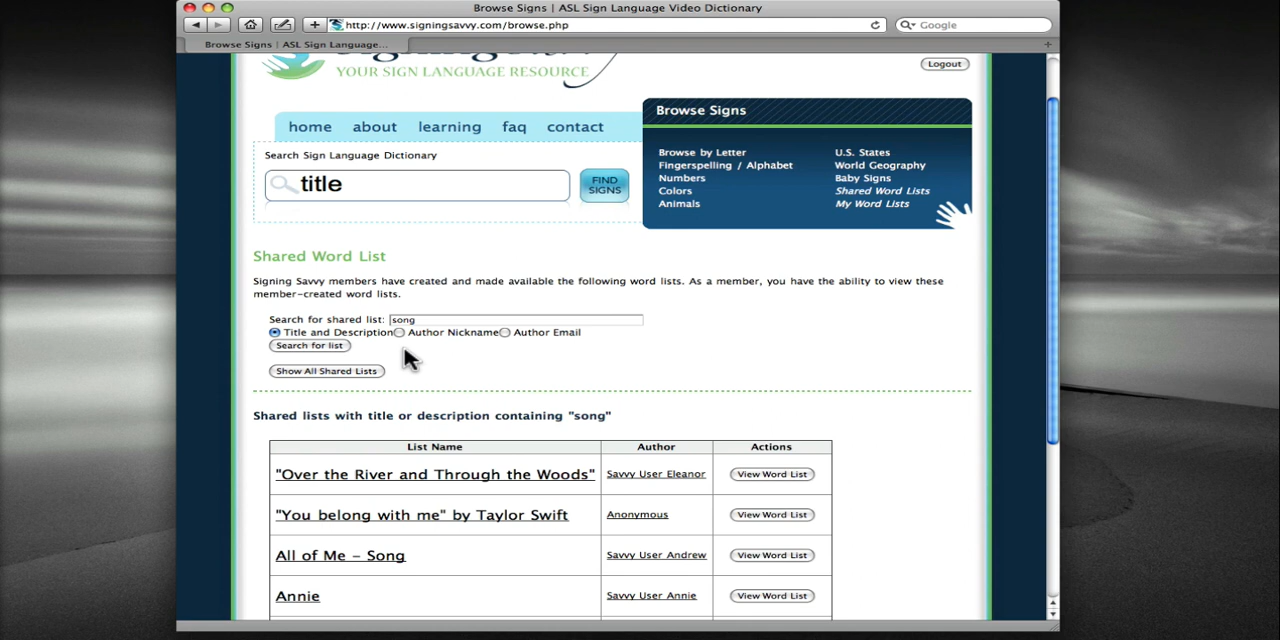 Browse Signs | ASL Sign Language Video Dictionary
http://www.signingsavvy.com/browse.php
Google
Browse Signs | ASL Sign Language...
YOUR SIGN LANGUAGE RESOURCE
Logout
home about learning faq contact
Search Sign Language Dictionary
title
FIND SIGNS
Browse Signs
Browse by Letter
Fingerspelling / Alphabet
Numbers
Colors
Animals
U.S. States
World Geography
Baby Signs
Shared Word Lists
My Word Lists
Shared Word List
Signing Savvy members have created and made available the following word lists. As a member, you have the ability to view these
member-created word lists.
Search for shared list: song
Title and Description Author Nickname Author Email
Search for list
Show All Shared Lists
Shared lists with title or description containing "song"
List Name Author Actions
"Over the River and Through the Woods" Savvy User Eleanor View Word List
"You belong with me" by Taylor Swift Anonymous View Word List
All of Me - Song Savvy User Andrew View Word List
Annie Savvy User Annie View Word List